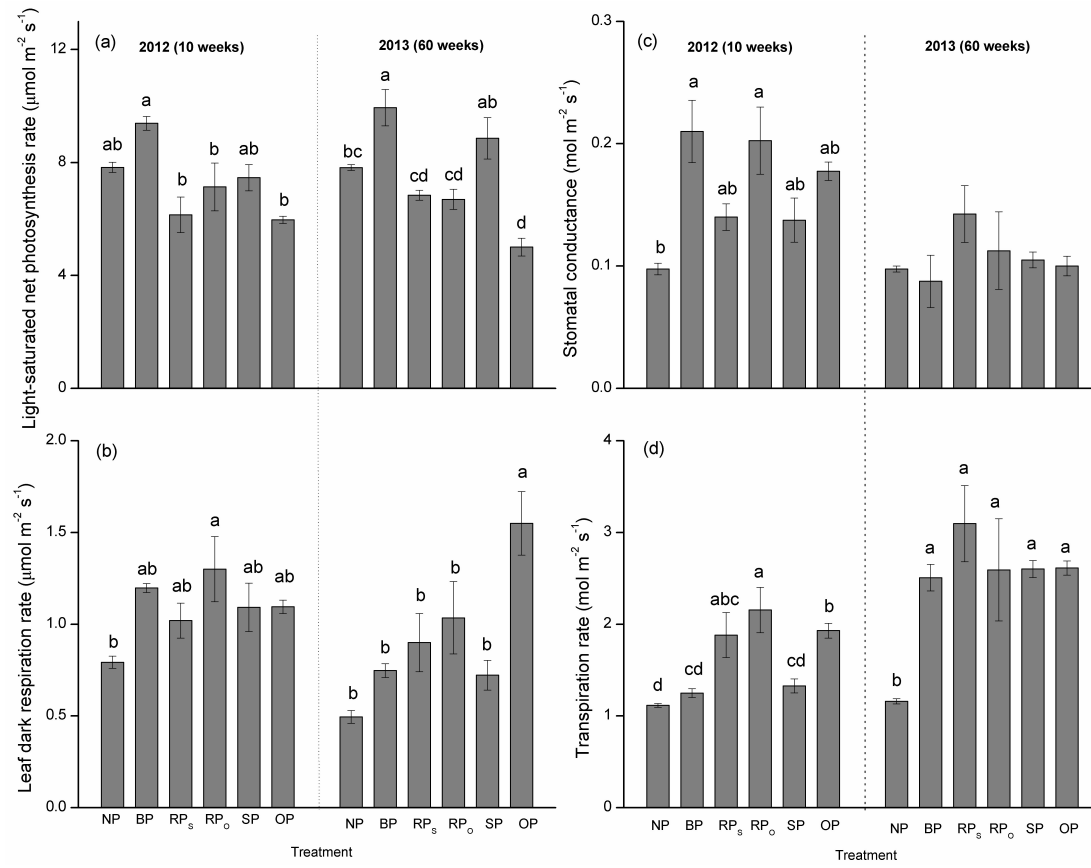 (a)
2012 (10 weeks)
2013 (60 weeks)
Light-saturated net photosynthesis rate (μmol m-2 s-1)
12
8
4
0
ab
a
b
b
ab
b
bc
a
cd
cd
ab
d
(c)
2012 (10 weeks)
2013 (60 weeks)
Stomatal conductance (mol m-2 s-1)
0.3
0.2
0.1
0.0
b
a
ab
a
ab
ab
(b)
Leaf dark respiration rate (μmol m-2 s-1)
2.0
1.5
1.0
0.5
0.0
b
ab
ab
a
ab
ab
b
b
b
b
b
a
NP BP RPs RPo SP OP NP BP RPs RPo SP OP
Treatment
(d)
Transpiration rate (mol m-2 s-1)
4
3
2
1
0
d
cd
abc
a
cd
b
b
a
a
a
a
a
NP BP RPs RPo SP OP NP BP RPs RPo SP OP
Treatment